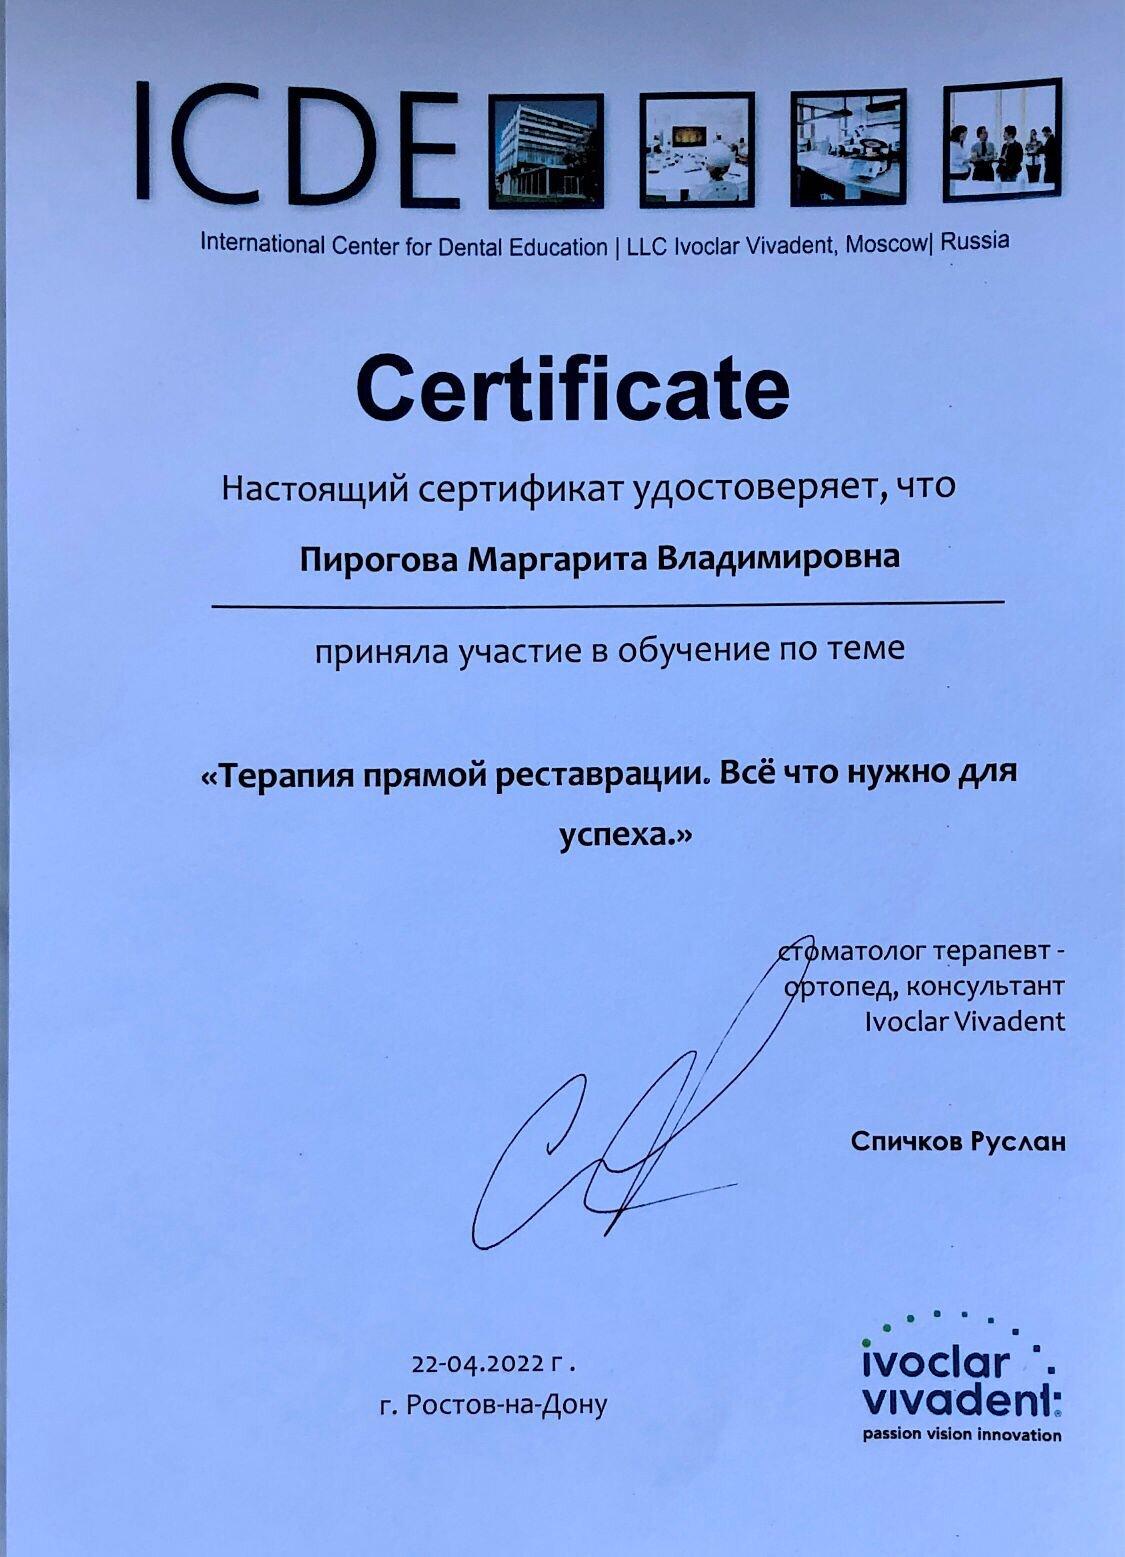 ICDE
International Center for Dental Education | LLC Ivoclar Vivadent, Moscow| Russia
Certificate
Настоящий сертификат удостоверяет, что
Пирогова Маргарита Владимировна
приняла участие в обучение по теме
«Терапия прямой реставрации. Всё что нужно для
успеха.»
стоматолог терапевт -
ортопед, консультант
Ivoclar Vivadent
Спичков Руслан
22-04.2022 г .
г. Ростов-на-Дону
ivoclar
vivadent:
passion vision innovation